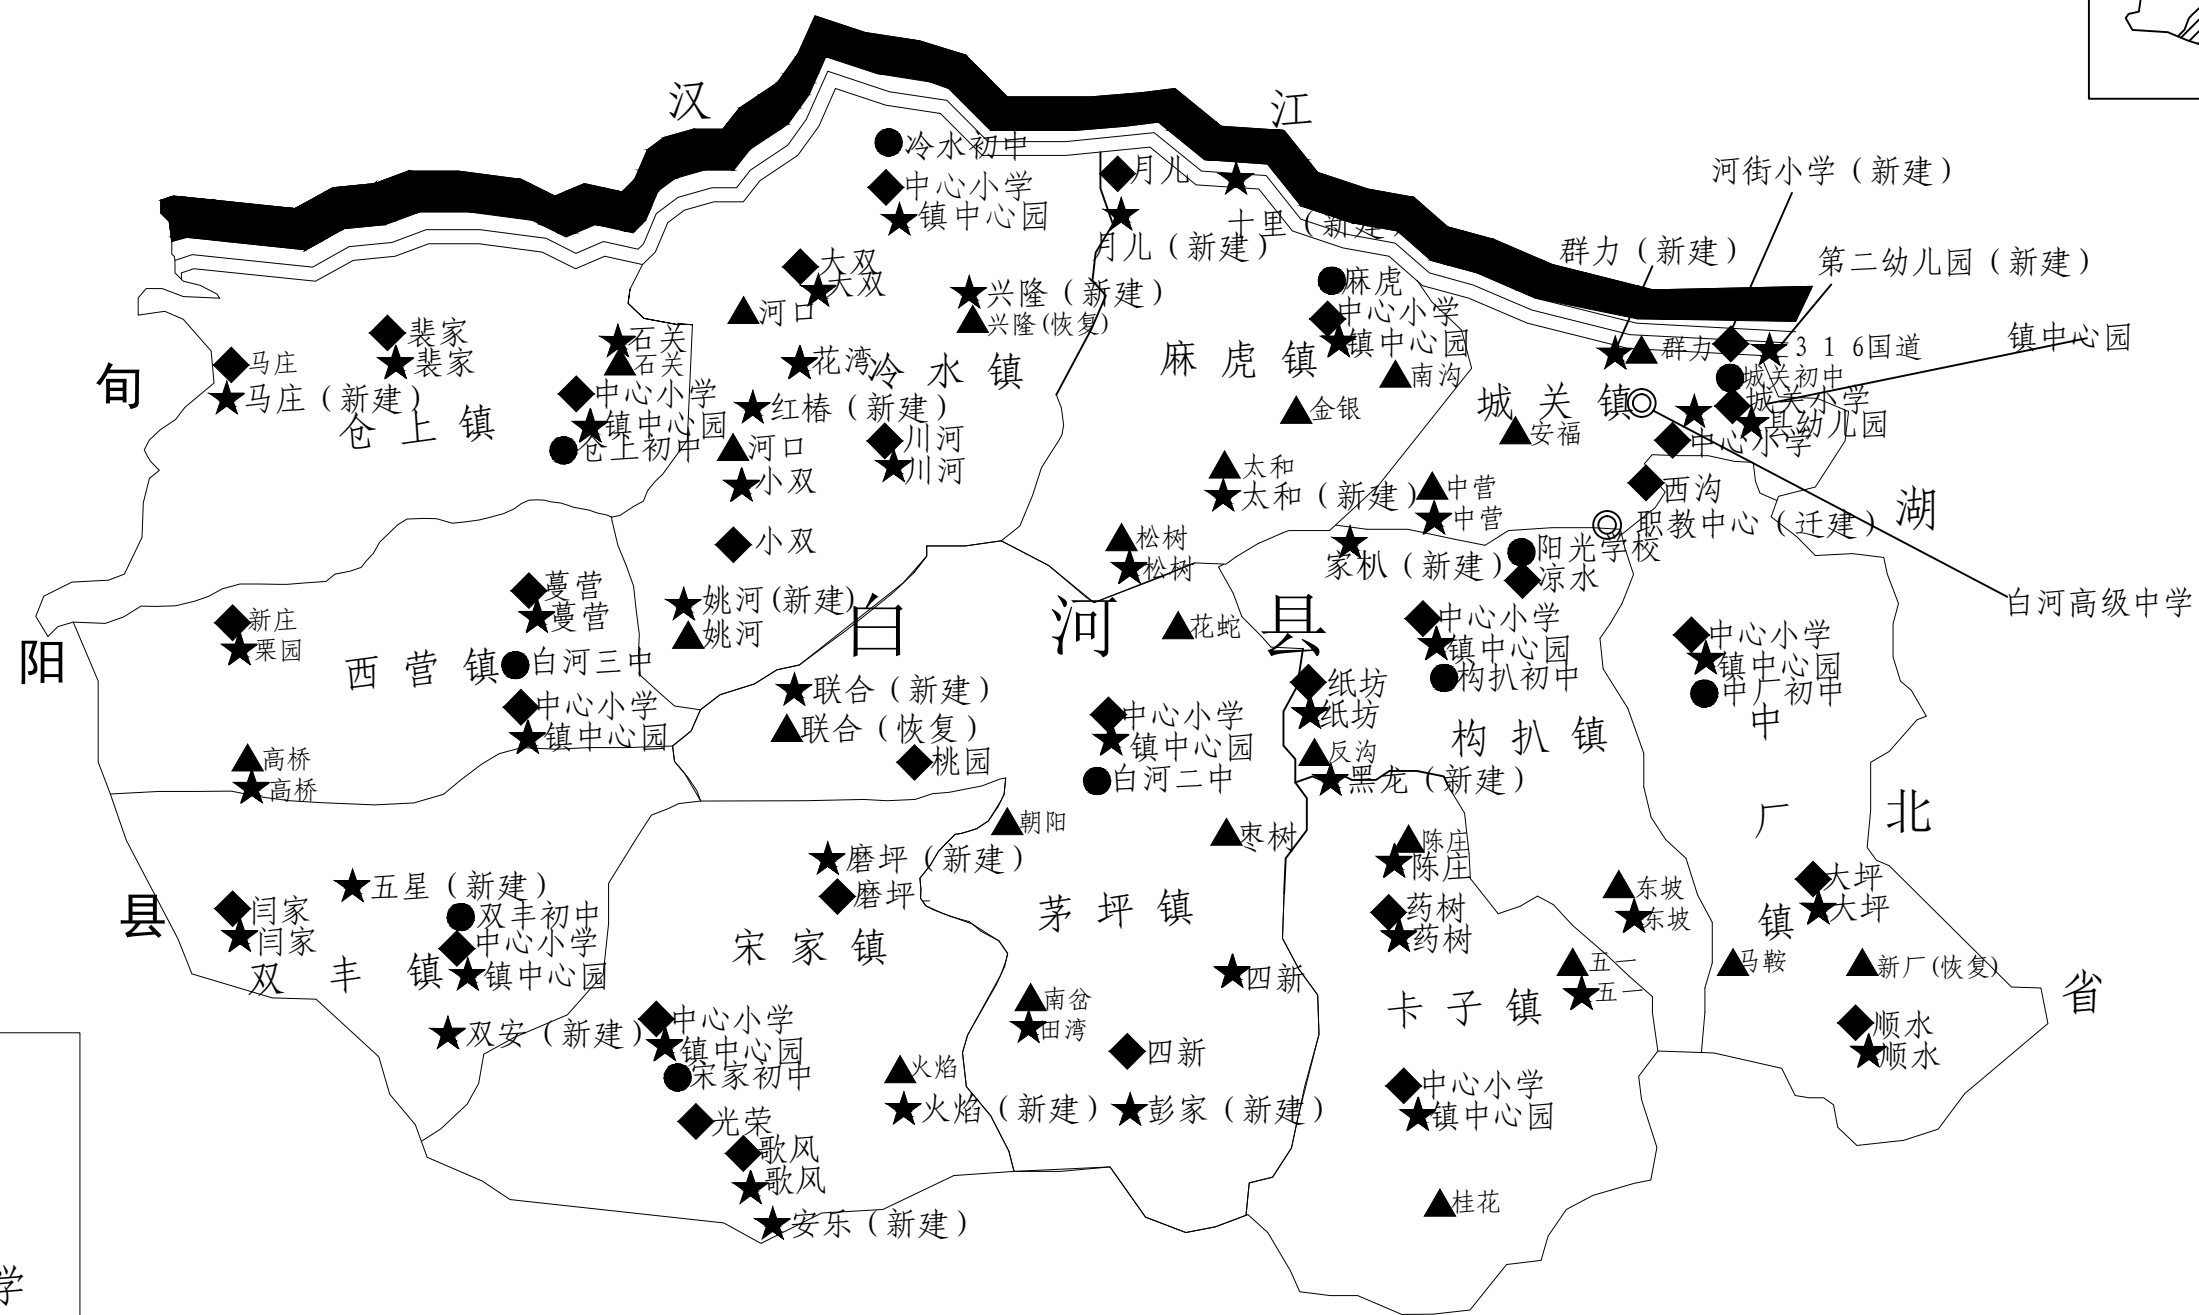 汉
江
冷水初中
中心小学
镇中心园
月儿
月儿（新建）
十里（新建）
河街小学（新建）
群力（新建）
第二幼儿园（新建）
大双
大双
河口
兴隆（新建）
兴隆(恢复)
麻虎
中心小学
镇中心园
麻虎镇
南沟
金银
群力
316国道
镇中心园
城关初中
城关小学
县幼儿园
中心小学
城关镇
安福
西沟
职教中心（迁建）
白河高级中学
旬
阳
县
马庄
马庄（新建）
裴家
裴家
石关
石关
中心小学
镇中心园
仓上初中
仓上镇
花湾
冷水镇
红椿（新建）
河口
川河
川河
小双
小双
太和
太和（新建）
中营
中营
松树
松树
家朳（新建）
阳光学校
凉水
湖
北
省
新庄
栗园
蔓营
蔓营
西营镇
白河三中
中心小学
镇中心园
高桥
高桥
姚河(新建)
姚河
白河县
花蛇
联合（新建）
联合（恢复）
桃园
中心小学
镇中心园
白河二中
纸坊
纸坊
反沟
黑龙（新建）
中心小学
镇中心园
构扒初中
构扒镇
中心小学
镇中心园
中厂初中
中
厂
镇
朝阳
枣树
磨坪（新建）
磨坪
闫家
闫家
五星（新建）
双丰初中
中心小学
镇中心园
双丰镇
双安（新建）
宋家镇
茅坪镇
陈庄
陈庄
药树
药树
东坡
东坡
大坪
大坪
马鞍
新厂(恢复)
五一
五一
卡子镇
四新
南岔
田湾
四新
顺水
顺水
中心小学
镇中心园
宋家初中
光荣
歌风
歌风
安乐（新建）
火焰
火焰（新建）
彭家（新建）
中心小学
镇中心园
桂花
学